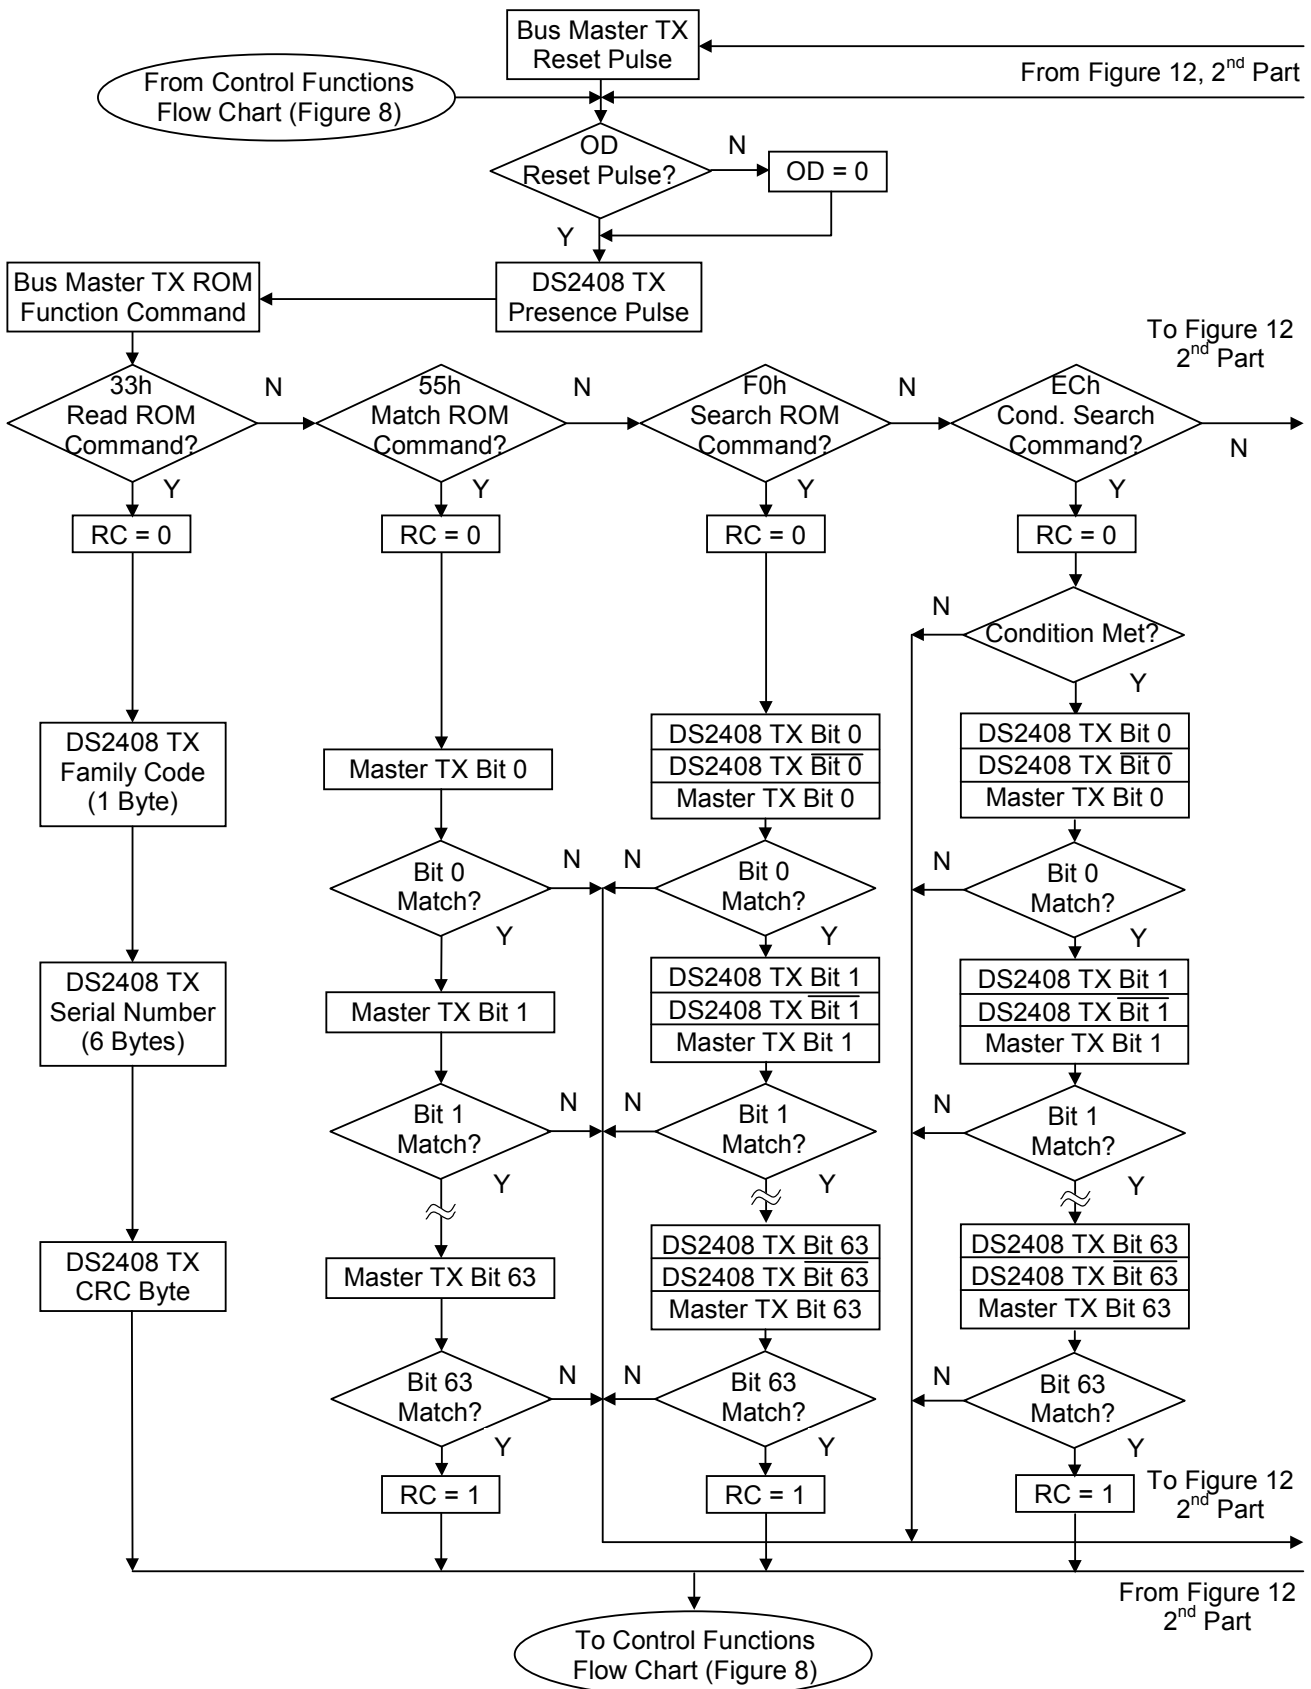 Bus Master TX
Reset Pulse
From Figure 12, 2nd Part
From Control Functions
Flow Chart (Figure 8)
OD
Reset Pulse?
N
OD = 0
Y
Bus Master TX ROM
Function Command
DS2408 TX
Presence Pulse
To Figure 12
2nd Part
33h
Read ROM
Command?
N
55h
Match ROM
Command?
N
F0h
Search ROM
Command?
N
ECh
Cond. Search
Command?
N
Y
Y
Y
Y
RC = 0
RC = 0
RC = 0
RC = 0
N
Condition Met?
Y
DS2408 TX
Family Code
(1 Byte)
Master TX Bit 0
DS2408 TX Bit 0
DS2408 TX B̅i̅t̅ ̅0̅
Master TX Bit 0
DS2408 TX Bit 0
DS2408 TX B̅i̅t̅ ̅0̅
Master TX Bit 0
Bit 0
Match?
N
N
Bit 0
Match?
N
Bit 0
Match?
Y
Y
Y
DS2408 TX
Serial Number
(6 Bytes)
Master TX Bit 1
DS2408 TX Bit 1
DS2408 TX B̅i̅t̅ ̅1̅
Master TX Bit 1
DS2408 TX Bit 1
DS2408 TX B̅i̅t̅ ̅1̅
Master TX Bit 1
Bit 1
Match?
N
N
Bit 1
Match?
N
Bit 1
Match?
Y
Y
Y
DS2408 TX
CRC Byte
Master TX Bit 63
DS2408 TX Bit 63
DS2408 TX B̅i̅t̅ ̅6̅3̅
Master TX Bit 63
DS2408 TX Bit 63
DS2408 TX B̅i̅t̅ ̅6̅3̅
Master TX Bit 63
Bit 63
Match?
N
N
Bit 63
Match?
N
Bit 63
Match?
Y
Y
Y
RC = 1
RC = 1
RC = 1
To Figure 12
2nd Part
From Figure 12
2nd Part
To Control Functions
Flow Chart (Figure 8)